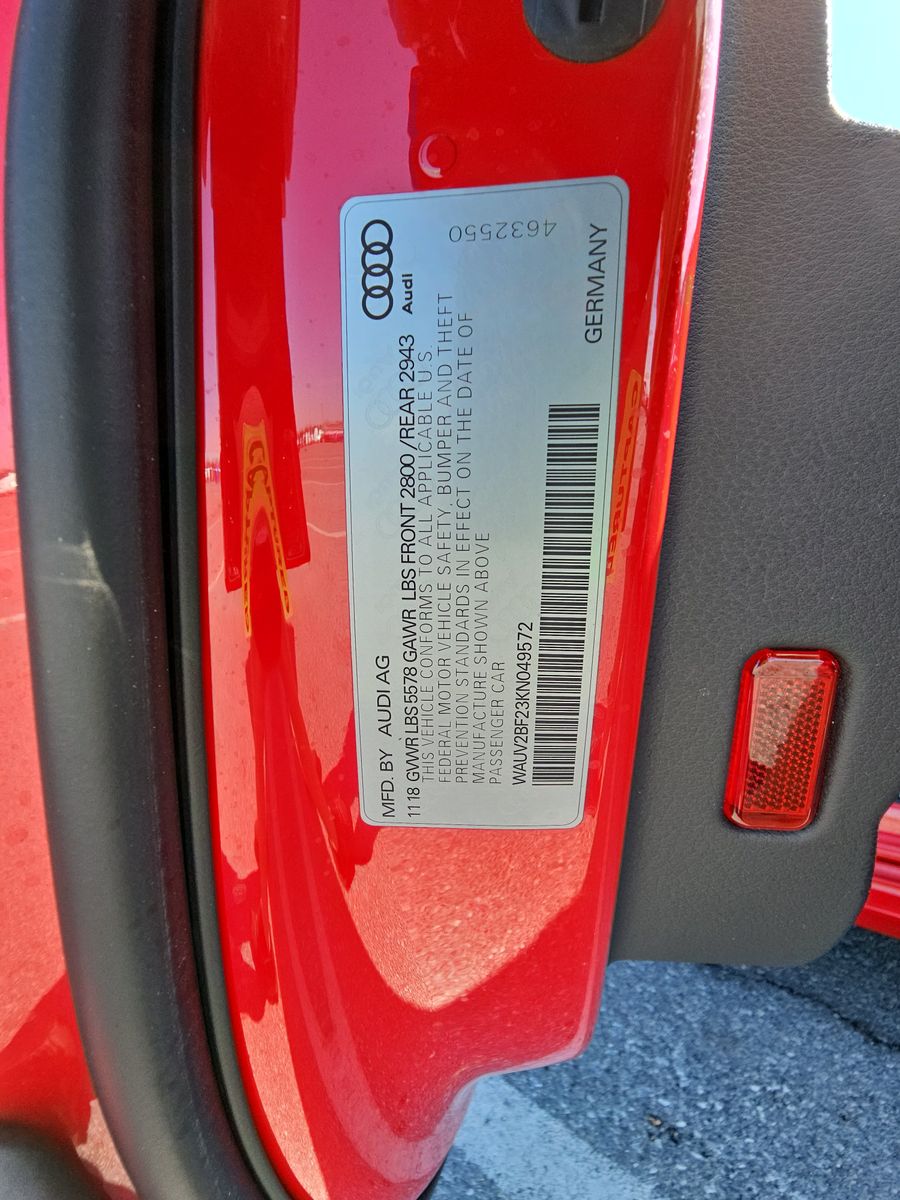 MFD. BY AUDI AG
Audi
1118 GVWR LBS 5578 GAWR LBS FRONT 2800 /REAR 2943
THIS VEHICLE CONFORMS TO ALL APPLICABLE U.S.
FEDERAL MOTOR VEHICLE SAFETY, BUMPER AND THEFT
PREVENTION STANDARDS IN EFFECT ON THE DATE OF
MANUFACTURE SHOWN ABOVE
PASSENGER CAR
4632550
WAUV2BF23KN049572
GERMANY